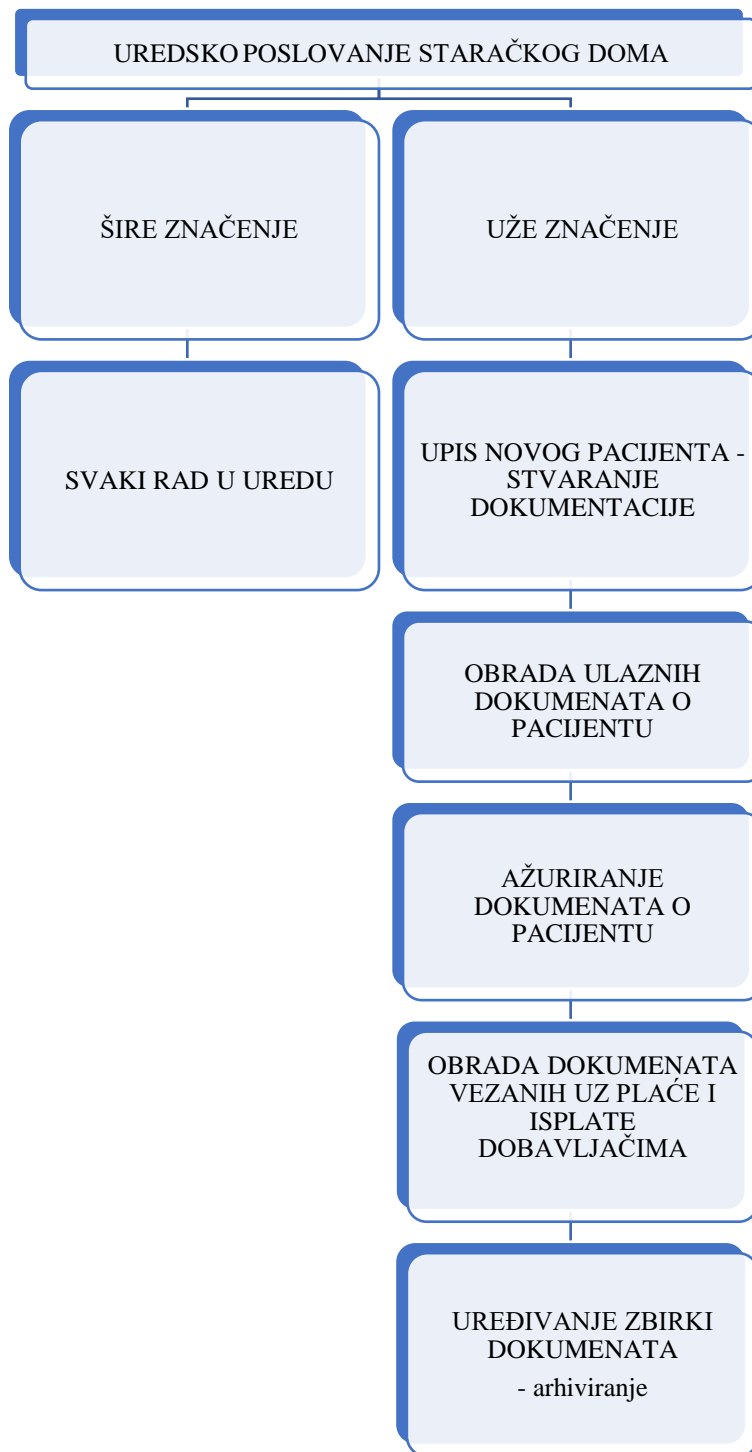 UREDSKO POSLOVANJE STARAČKOG DOMA
ŠIRE ZNAČENJE
UŽE ZNAČENJE
SVAKI RAD U UREDU
UPIS NOVOG PACIJENTA -
STVARANJE
DOKUMENTACIJE
OBRADA ULAZNIH
DOKUMENATA O
PACIJENTU
AŽURIRANJE
DOKUMENATA O
PACIJENTU
OBRADA DOKUMENATA
VEZANIH UZ PLAĆE I
ISPLATE
DOBAVLJAČIMA
UREĐIVANJE ZBIRKI
DOKUMENATA
- arhiviranje